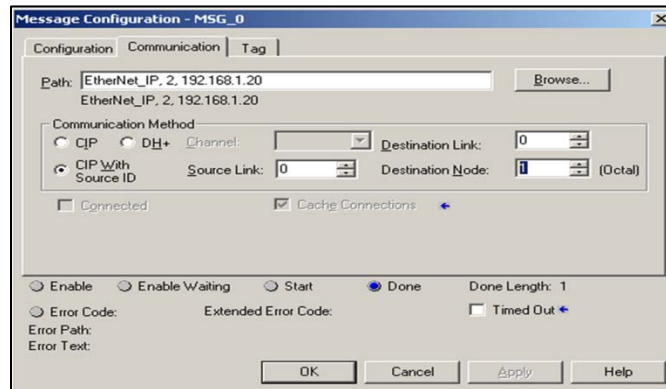 Message Configuration - MSG_0
Configuration Communication Tag
Path: EtherNet_IP, 2, 192.168.1.20 Browse...
EtherNet_IP, 2, 192.168.1.20
Communication Method
CIP DH+ Channel: Destination Link: 0
CIP With Source ID Source Link: 0 Destination Node: 1 (Octal)
Connected Cache Connections
Enable Enable Waiting Start Done Done Length: 1
Error Code: Extended Error Code: Timed Out
Error Path:
Error Text:
OK Cancel Apply Help